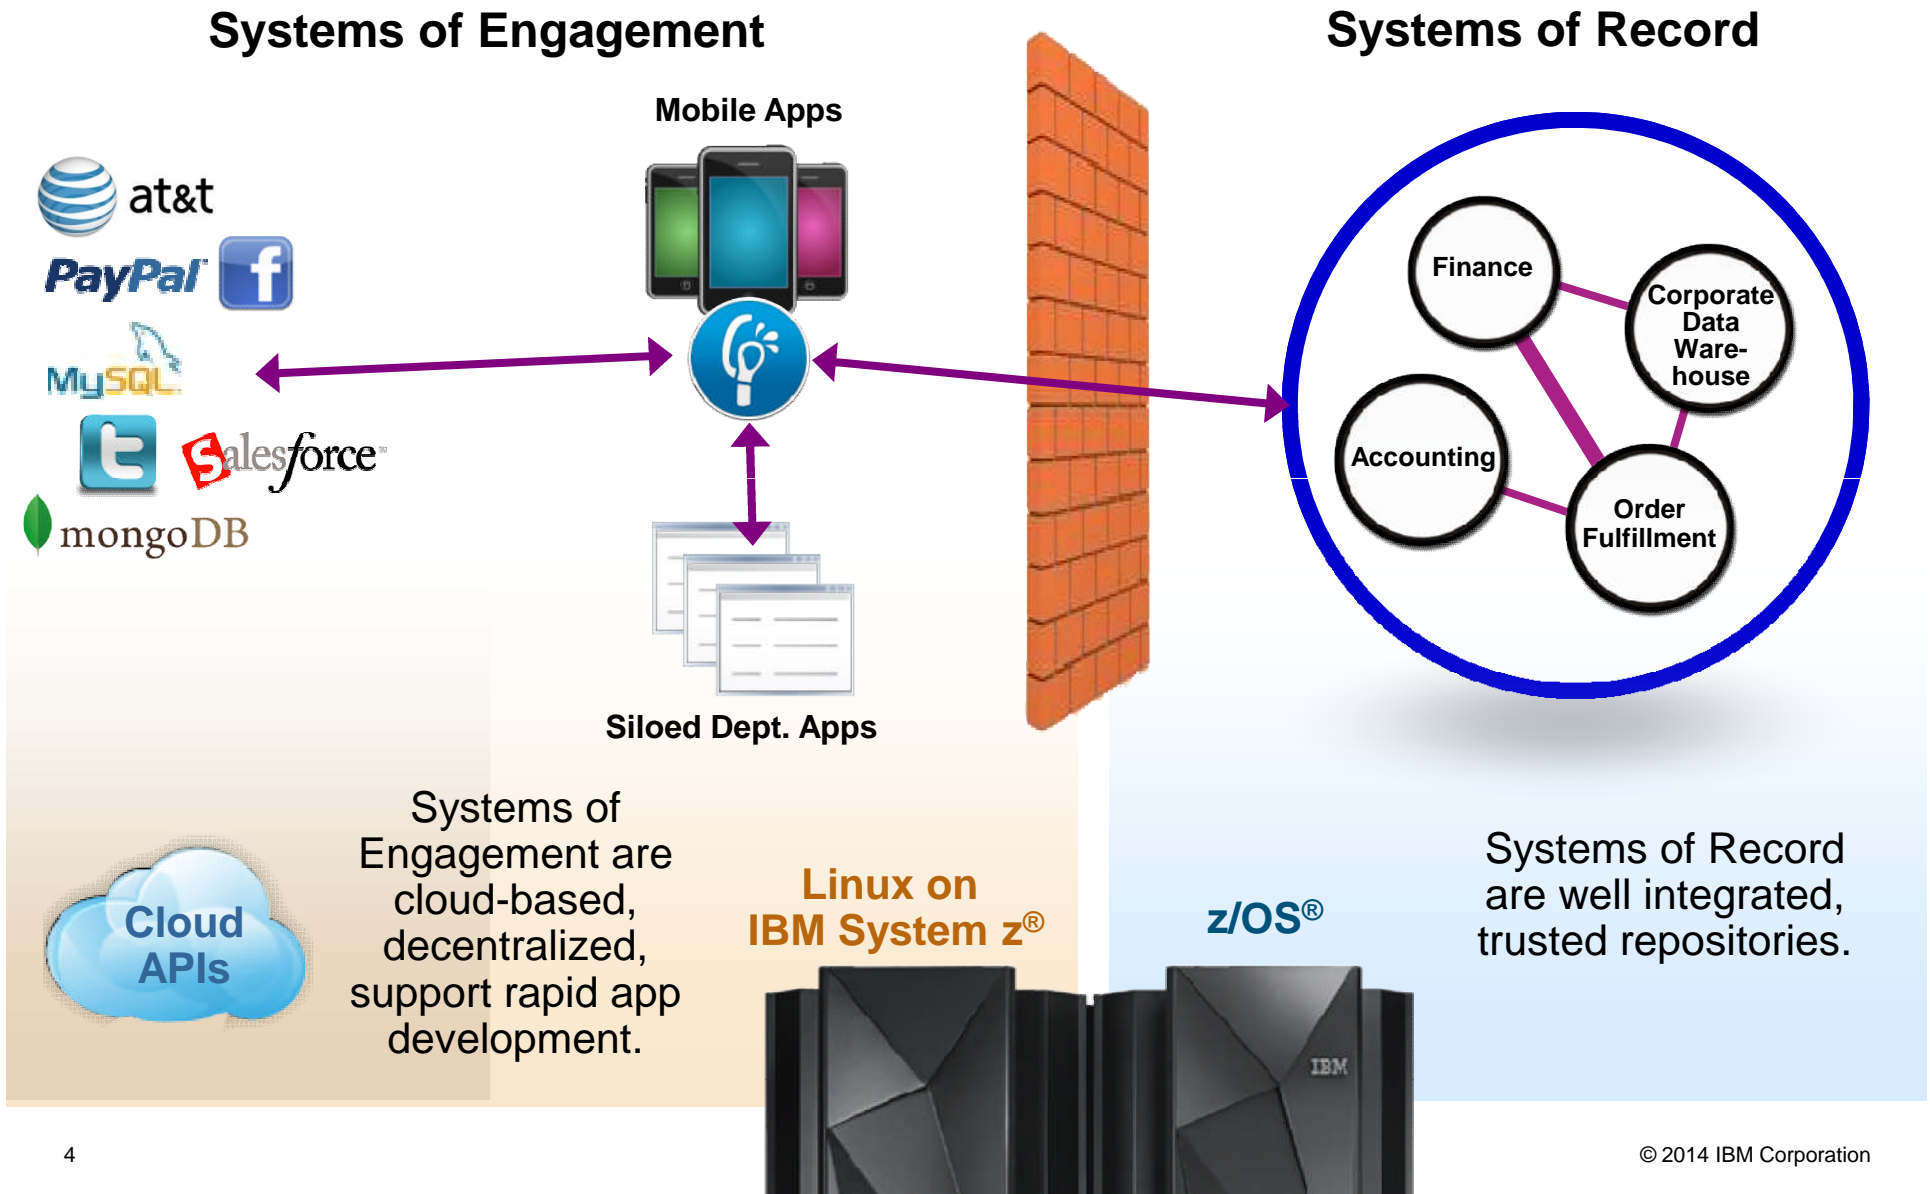 Systems of Engagement
Systems of Record
Mobile Apps
at&t
PayPal™
f
MySQL
t
salesforce
mongoDB
Siloed Dept. Apps
Finance
Corporate
Data
Ware-
house
Accounting
Order
Fulfillment
Cloud
APIs
Systems of
Engagement are
cloud-based,
decentralized,
support rapid app
development.
Linux on
IBM System z®
z/OS®
Systems of Record
are well integrated,
trusted repositories.
IBM
4
© 2014 IBM Corporation